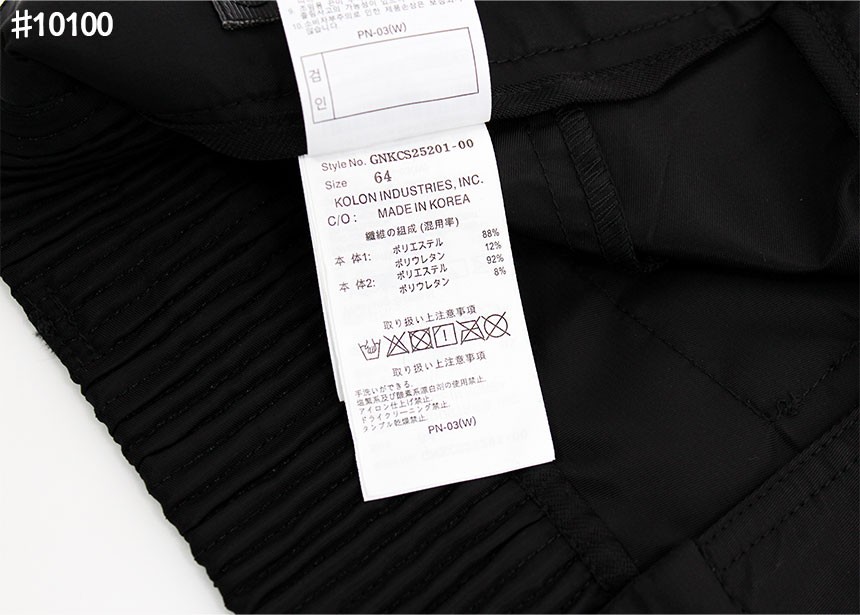 #10100
않습니다.
PN-03(W)
검
인
Style No. GNKCS25201-00
Size 64
KOLON INDUSTRIES, INC.
C/O : MADE IN KOREA
繊維の組成 (混用率)
本 体1: ポリエステル 88%
ポリウレタン 12%
本 体2: ポリエステル 92%
ポリウレタン 8%
取り扱い上注意事項
取り扱い上注意事項
手洗いができる.
塩素系及び酸素系漂白剤の使用禁止.
アイロン仕上げ禁止.
ドライクリーニング禁止.
タンブル乾燥禁止.
PN-03(W)